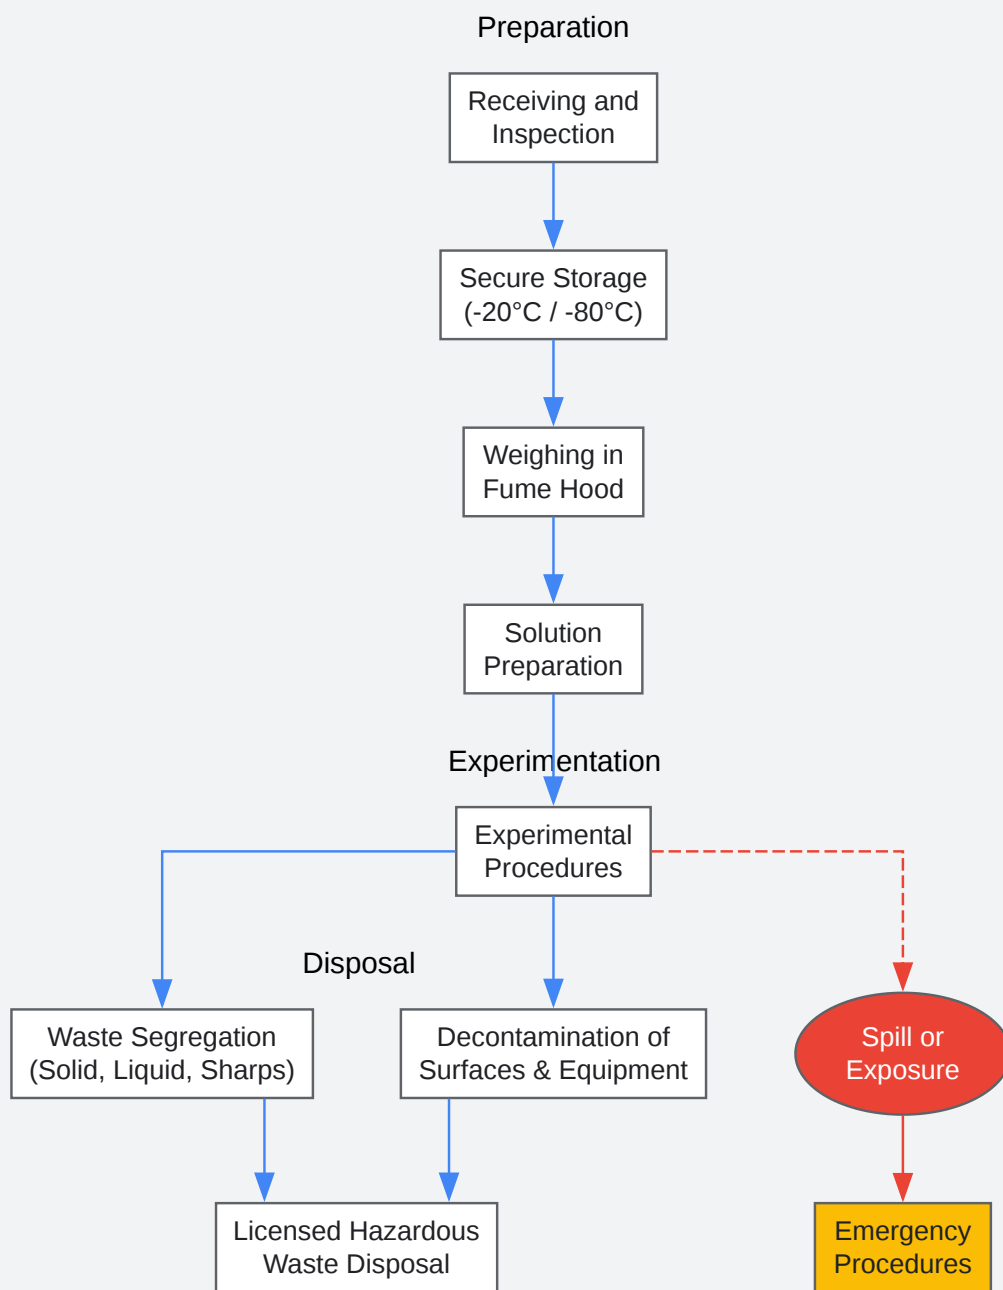 Preparation
Receiving and
Inspection
Secure Storage
(-20°C / -80°C)
Weighing in
Fume Hood
Solution
Preparation
Experimentation
Experimental
Procedures
Disposal
Waste Segregation
(Solid, Liquid, Sharps)
Decontamination of
Surfaces & Equipment
Spill or
Exposure
Licensed Hazardous
Waste Disposal
Emergency
Procedures